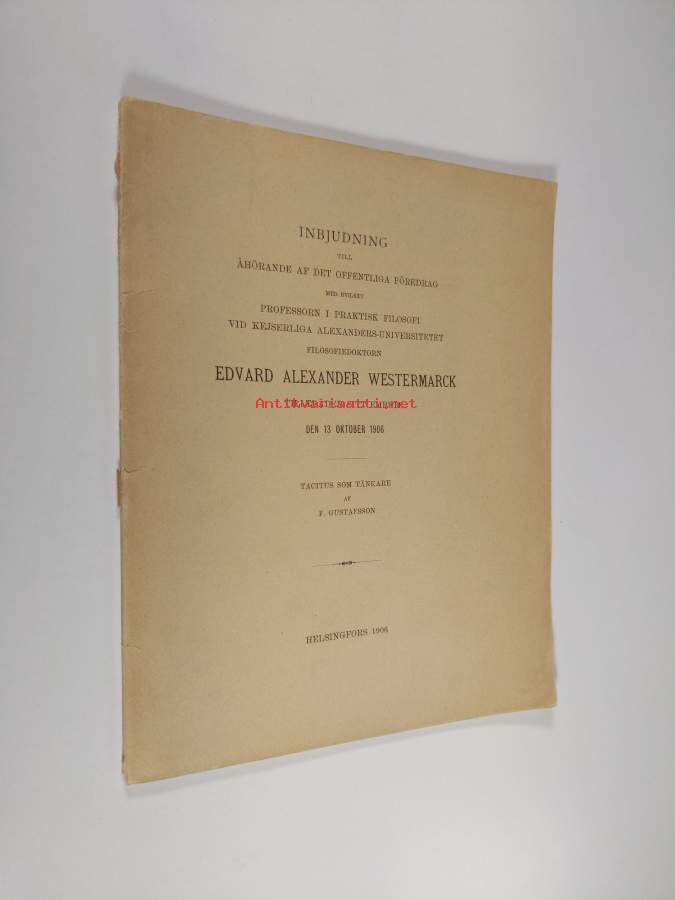 INBJUDNING
TILL
ÅHÖRANDE AF DET OFFENTLIGA FÖREDRAG
MED HVILKET
PROFESSORN I PRAKTISK FILOSOFI
VID KEJSERLIGA ALEXANDERS-UNIVERSITETET
FILOSOFIEDOKTORN
EDVARD ALEXANDER WESTERMARCK
Antikvariaatti.net
DEN 13 OKTOBER 1906
TACITUS SOM TÄNKARE
AF
F. GUSTAFSSON
HELSINGFORS 1906